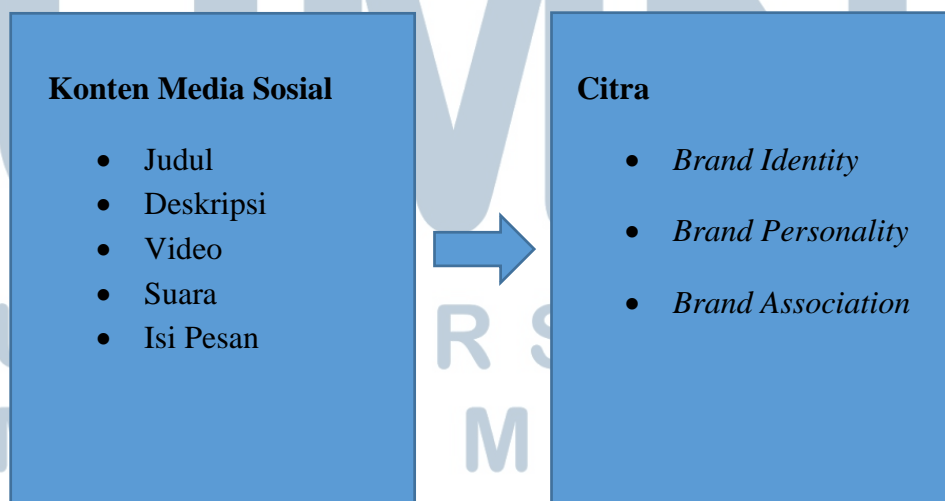 Konten Media Sosial
• Judul
• Deskripsi
• Video
• Suara
• Isi Pesan
Citra
• Brand Identity
• Brand Personality
• Brand Association